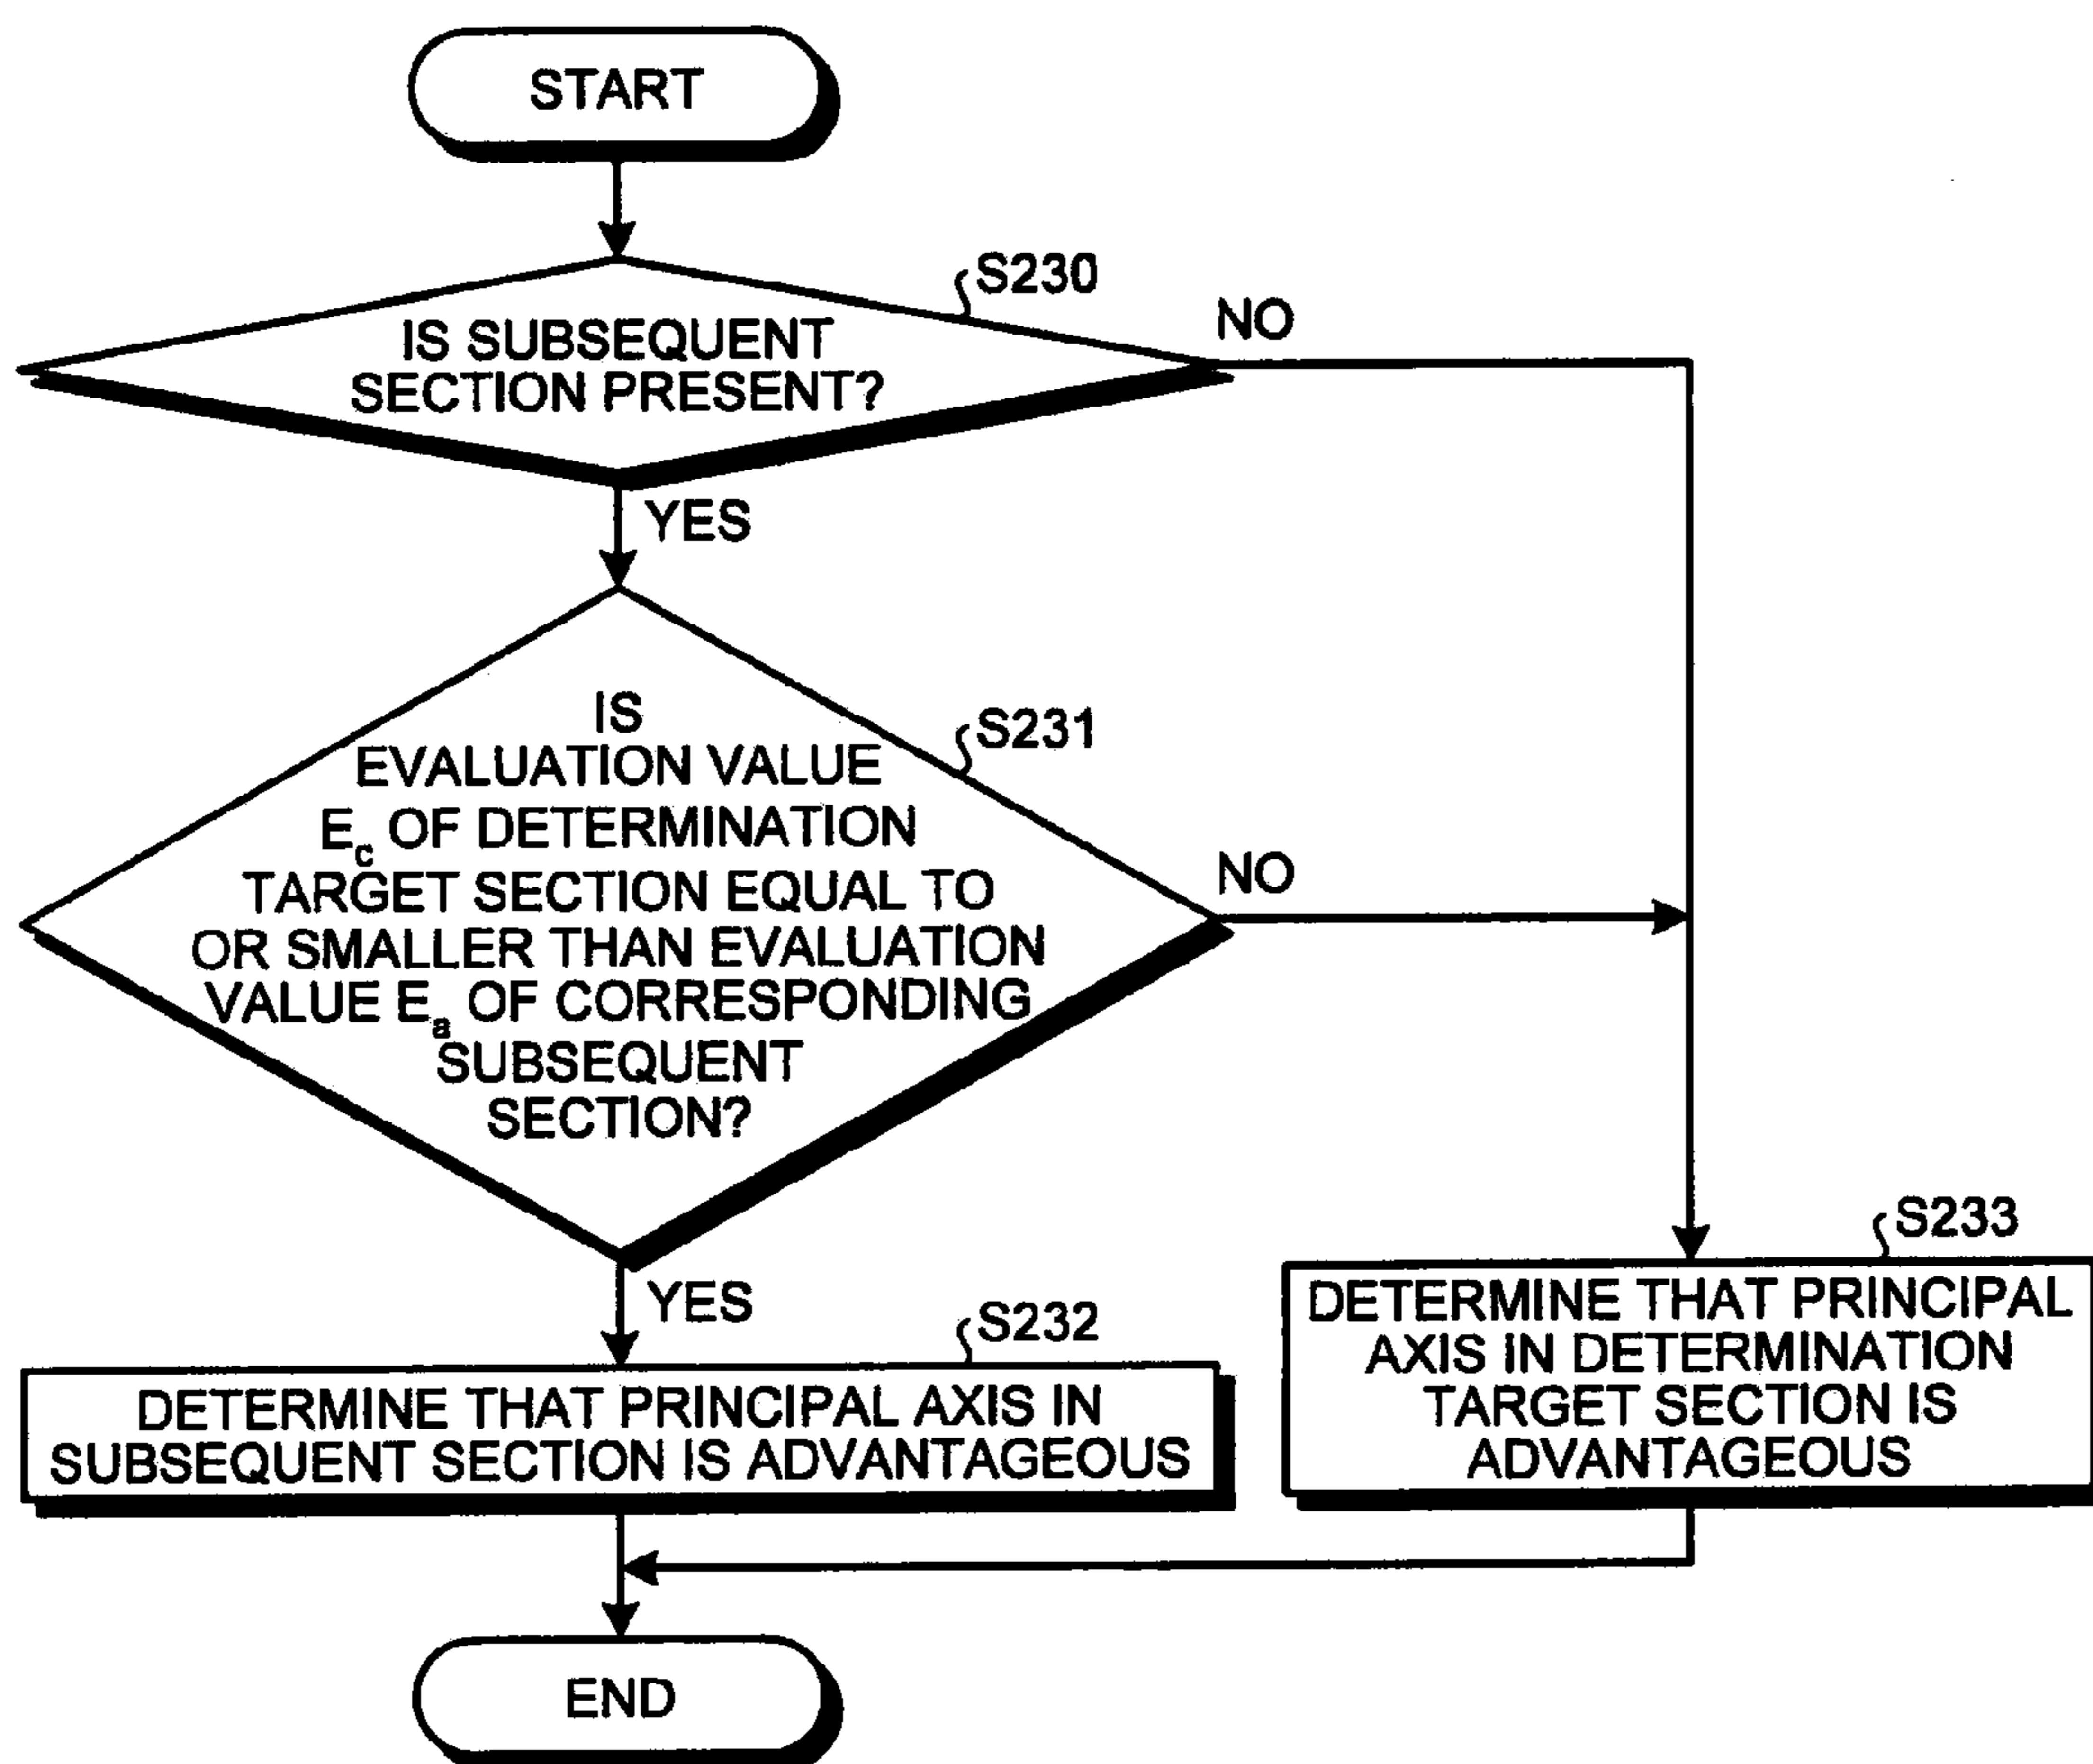 START
S230
NO
IS SUBSEQUENT
SECTION PRESENT?
YES
S231
IS
EVALUATION VALUE
Ec OF DETERMINATION
TARGET SECTION EQUAL TO
OR SMALLER THAN EVALUATION
VALUE Ea OF CORRESPONDING
SUBSEQUENT
SECTION?
NO
YES
S232
DETERMINE THAT PRINCIPAL AXIS IN
SUBSEQUENT SECTION IS ADVANTAGEOUS
S233
DETERMINE THAT PRINCIPAL
AXIS IN DETERMINATION
TARGET SECTION IS
ADVANTAGEOUS
END